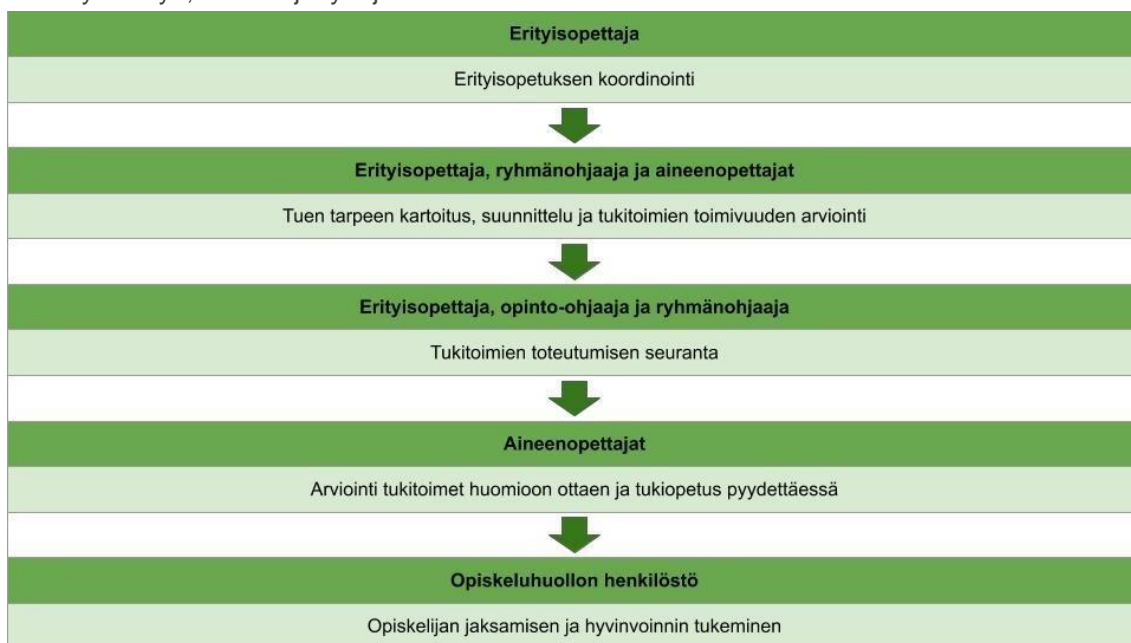 Erityisopettaja
Erityisopetuksen koordinointi
Erityisopettaja, ryhmänohjaaja ja aineenopettajat
Tuen tarpeen kartoitus, suunnittelu ja tukitoimien toimivuuden arviointi
Erityisopettaja, opinto-ohjaaja ja ryhmänohjaaja
Tukitoimien toteutumisen seuranta
Aineenopettajat
Arviointi tukitoimet huomioon ottaen ja tukiopetus pyydettäessä
Opiskeluhuollon henkilöstö
Opiskelijan jaksamisen ja hyvinvoinnin tukeminen